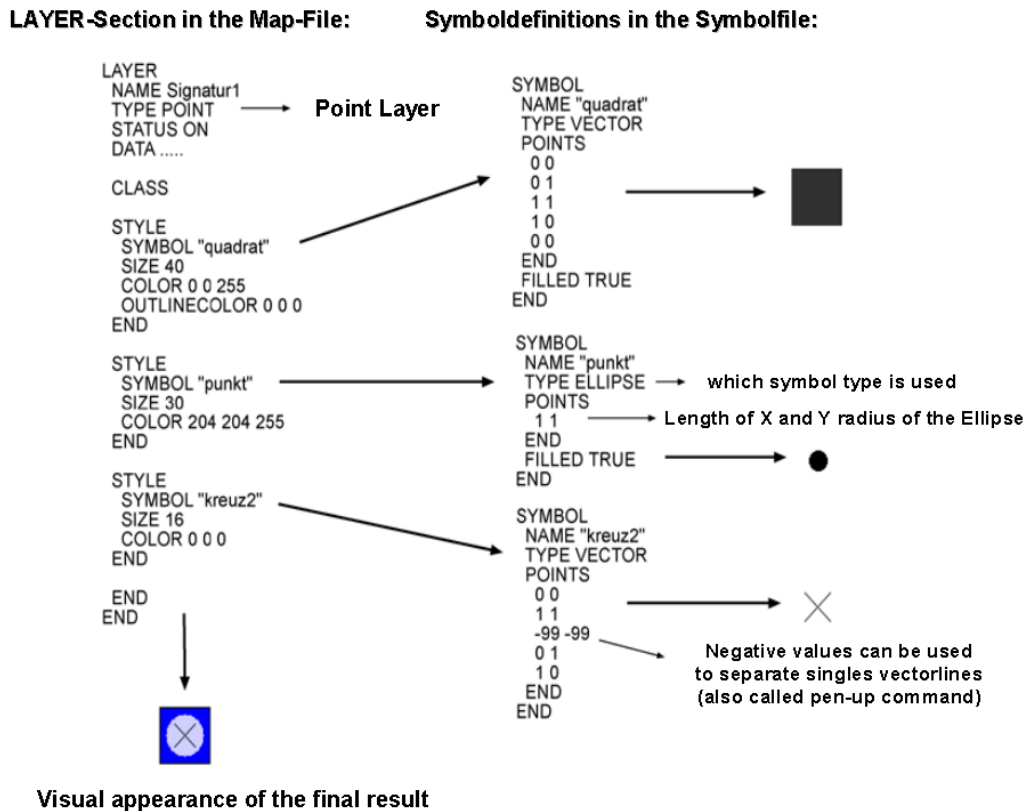 LAYER-Section in the Map-File:
Symboldefinitions in the Symbolfile:
LAYER
NAME Signatur1
TYPE POINT
STATUS ON
DATA .....
CLASS
STYLE
SYMBOL "quadrat"
SIZE 40
COLOR 0 0 255
OUTLINECOLOR 0 0 0
END
STYLE
SYMBOL "punkt"
SIZE 30
COLOR 204 204 255
END
STYLE
SYMBOL "kreuz2"
SIZE 16
COLOR 0 0 0
END
END
END
Visual appearance of the final result
Point Layer
SYMBOL
NAME "quadrat"
TYPE VECTOR
POINTS
0 0
0 1
1 1
1 0
0 0
END
FILLED TRUE
END
SYMBOL
NAME "punkt"
TYPE ELLIPSE
POINTS
1 1
END
FILLED TRUE
END
which symbol type is used
Length of X and Y radius of the Ellipse
SYMBOL
NAME "kreuz2"
TYPE VECTOR
POINTS
0 0
1 1
-99 -99
0 1
1 0
END
END
Negative values can be used
to separate singles vectorlines
(also called pen-up command)